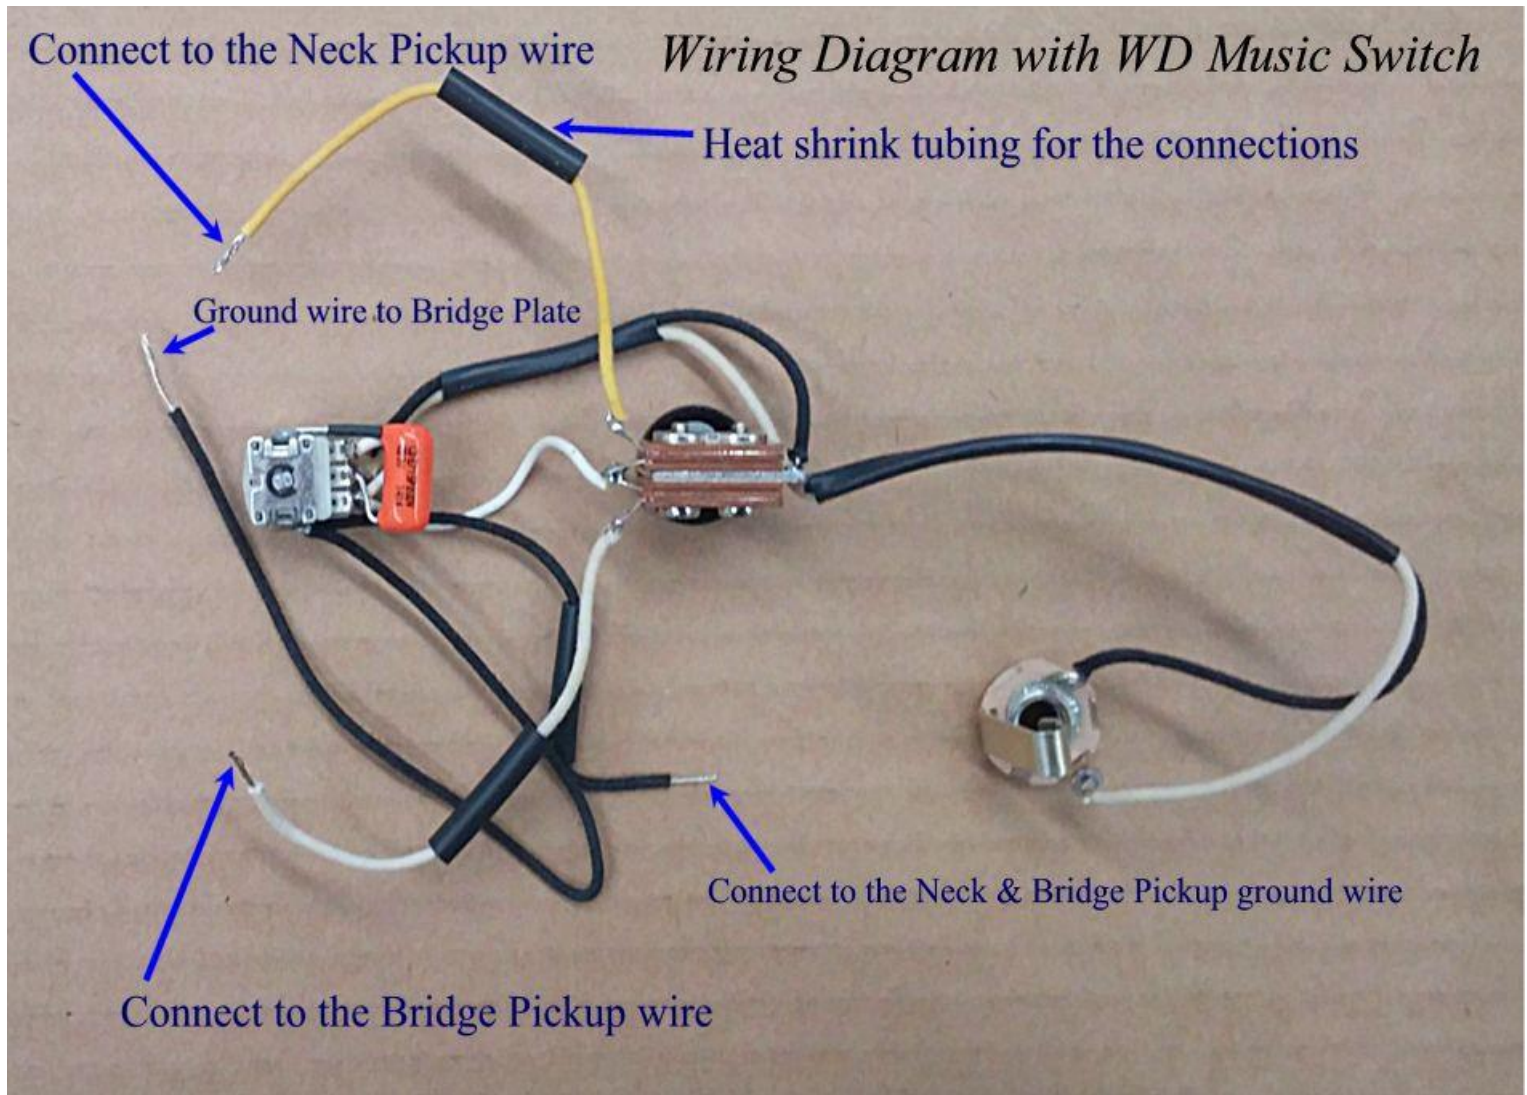 Connect to the Neck Pickup wire
Wiring Diagram with WD Music Switch
Heat shrink tubing for the connections
Ground wire to Bridge Plate
Connect to the Neck & Bridge Pickup ground wire
Connect to the Bridge Pickup wire